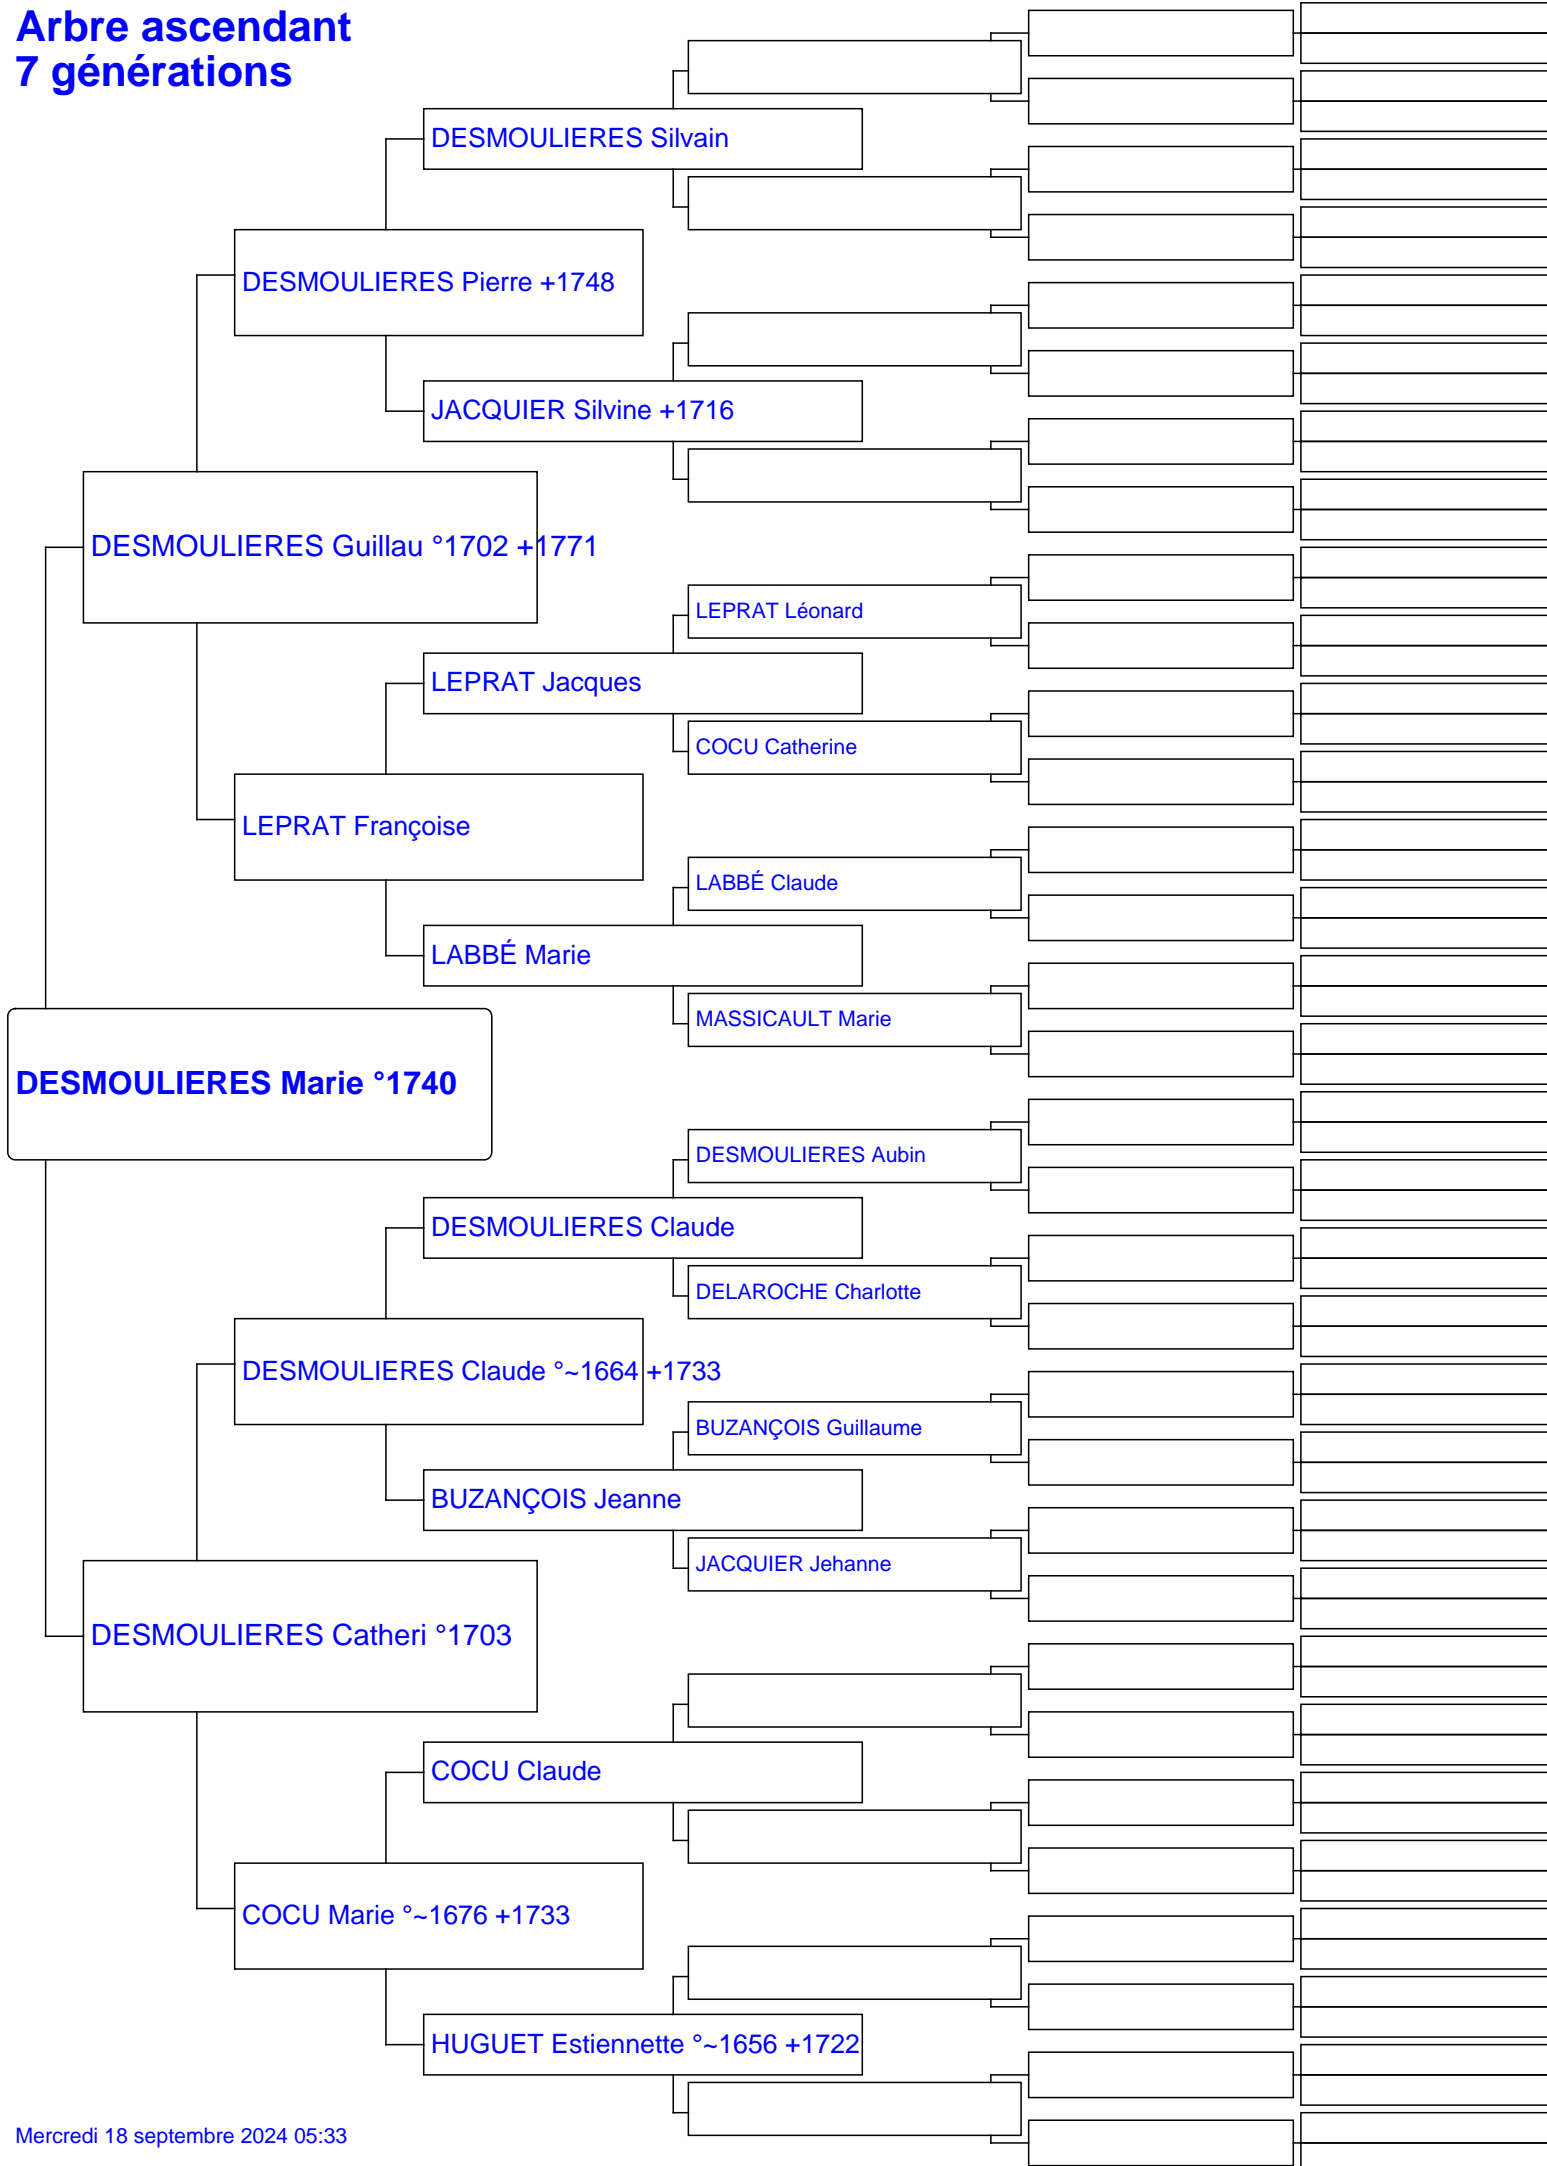 Arbre ascendant
7 générations
DESMOULIERES Silvain
DESMOULIERES Pierre +1748
JACQUIER Silvine +1716
DESMOULIERES Guillau °1702 +1771
LEPRAT Léonard
LEPRAT Jacques
COCU Catherine
LEPRAT Françoise
LABBÉ Claude
LABBÉ Marie
MASSICAULT Marie
DESMOULIERES Marie °1740
DESMOULIERES Aubin
DESMOULIERES Claude
DELAROCHE Charlotte
DESMOULIERES Claude °~1664 +1733
BUZANÇOIS Guillaume
BUZANÇOIS Jeanne
JACQUIER Jehanne
DESMOULIERES Catheri °1703
COCU Claude
COCU Marie °~1676 +1733
HUGUET Estiennette °~1656 +1722
Mercredi 18 septembre 2024 05:33